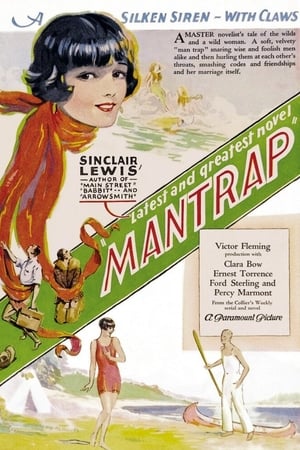 A SILKEN SIREN ~ WITH CLAWS
A MASTER novelist's tale of the wilds
and a wild woman. A soft, velvety
"man trap" snaring wise and foolish men
alike and then hurling them at each other's
throats, smashing codes and friendships
and her marriage itself.
SINCLAIR
LEWIS'
AUTHOR OF
"MAIN STREET"
"BABBIT" -- AND
"ARROWSMITH"
Latest and greatest novel
"MANTRAP"
Victor Fleming
production with
Clara Bow
Ernest Torrence
Ford Sterling and
Percy Marmont
From the Collier's Weekly
serial and novel
A Paramount Picture